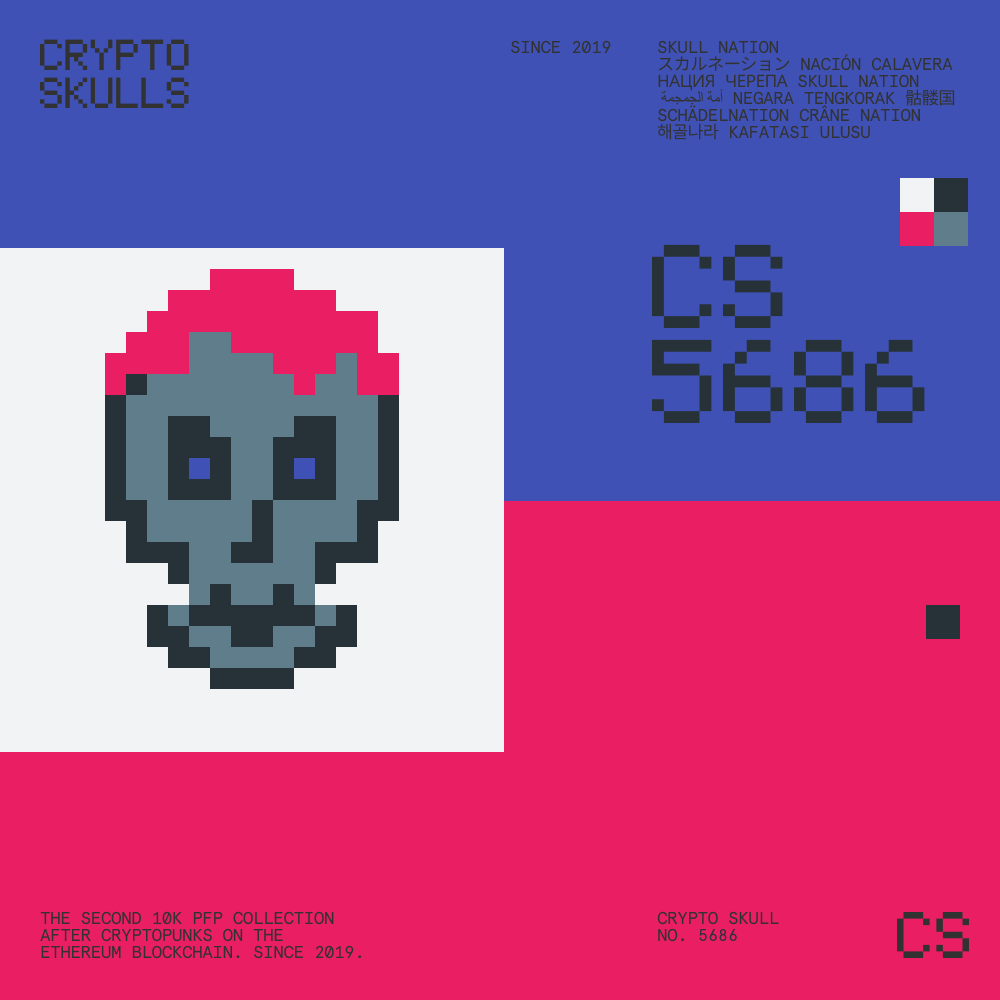 CRYPTO
SKULLS
SINCE 2019
SKULL NATION
スカルネーション NACIÓN CALAVERA
НАЦИЯ ЧЕРЕПА SKULL NATION
أمة الجمجمة NEGARA TENGKORAK 骷髅国
SCHÄDELNATION CRÂNE NATION
해골나라 KAFATASI ULUSU
CS
5686
THE SECOND 10K PFP COLLECTION
AFTER CRYPTOPUNKS ON THE
ETHEREUM BLOCKCHAIN. SINCE 2019.
CRYPTO SKULL
NO. 5686
CS